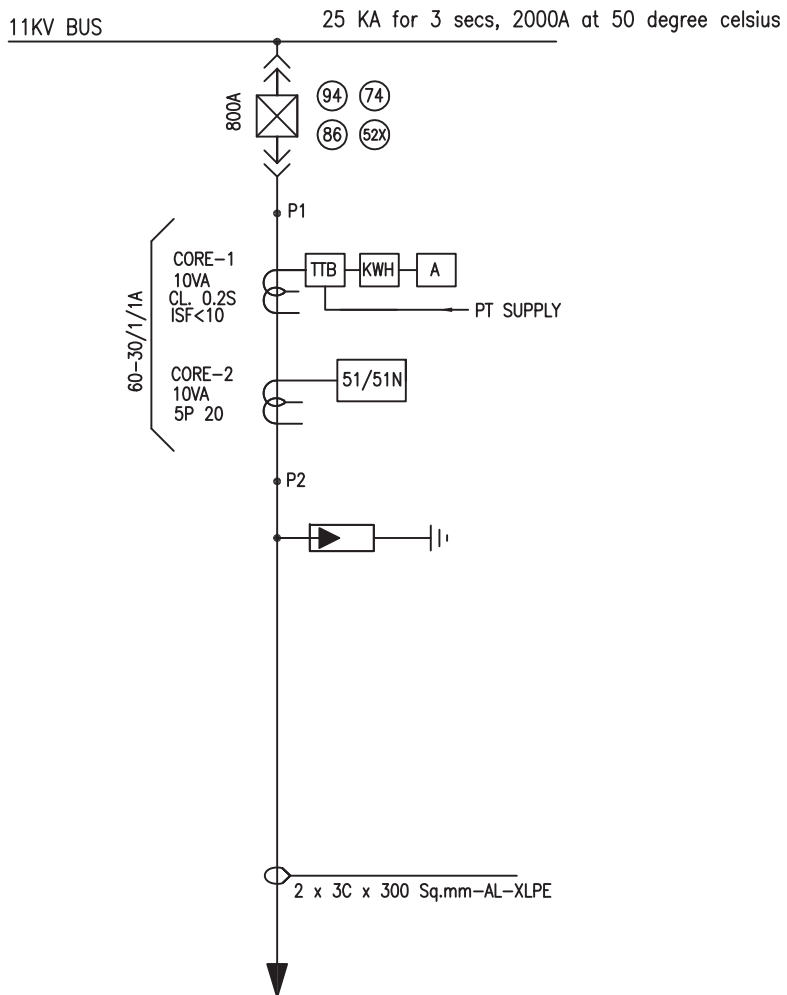 11KV BUS
25 KA for 3 secs, 2000A at 50 degree celsius
800A
94 74
86 52X
P1
60-30/1/1A
CORE-1
10VA
CL. 0.2S
ISF<10
TTB KWH A
PT SUPPLY
CORE-2
10VA
5P 20
51/51N
P2
2 x 3C x 300 Sq.mm-AL-XLPE